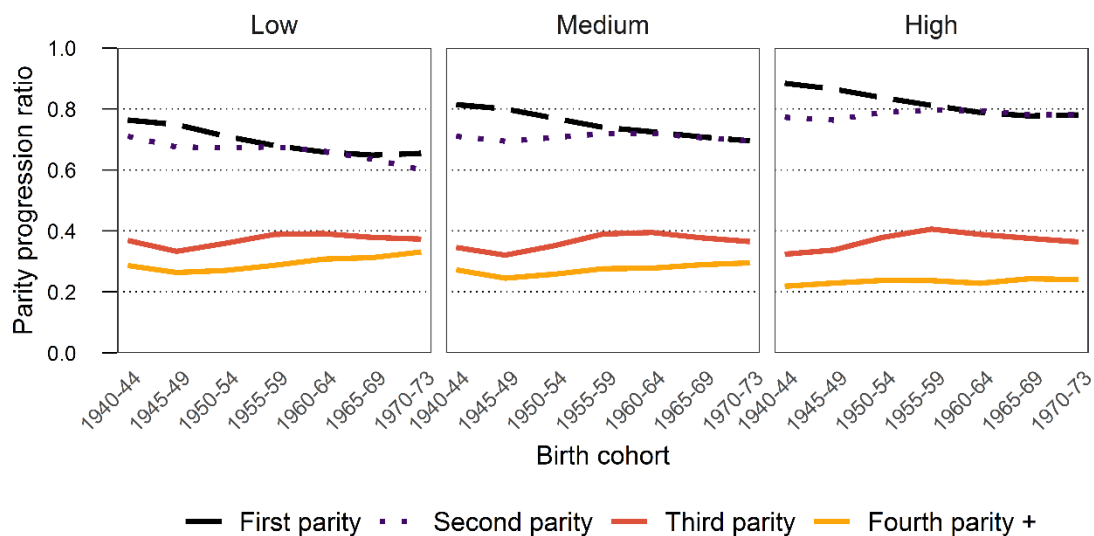 Low Medium High
Parity progression ratio
1.0
0.8
0.6
0.4
0.2
0.0
1940-44 1945-49 1950-54 1955-59 1960-64 1965-69 1970-73 1940-44 1945-49 1950-54 1955-59 1960-64 1965-69 1970-73 1940-44 1945-49 1950-54 1955-59 1960-64 1965-69 1970-73
Birth cohort
First parity Second parity Third parity Fourth parity +